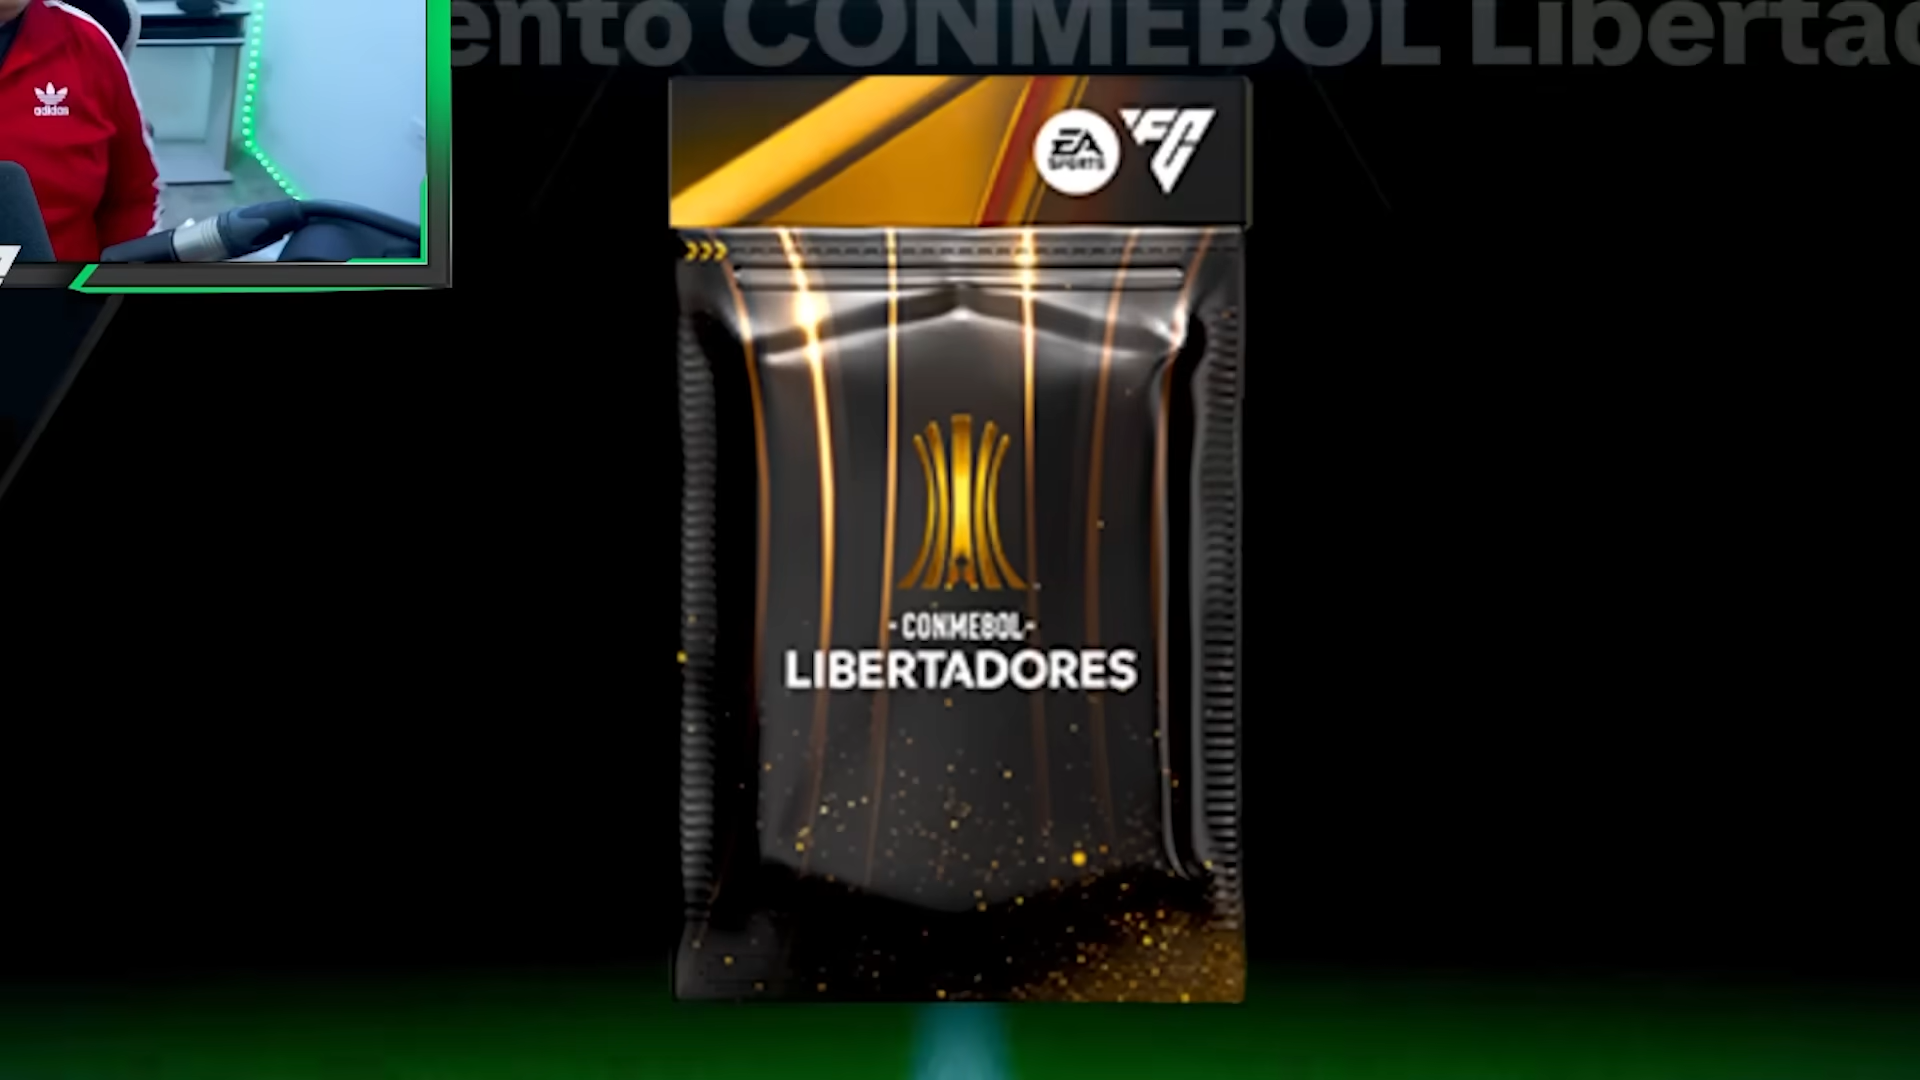 ento CONMEBOL Libertad
adidas
EA
SPORTS
FC
-CONMEBOL-
LIBERTADORES